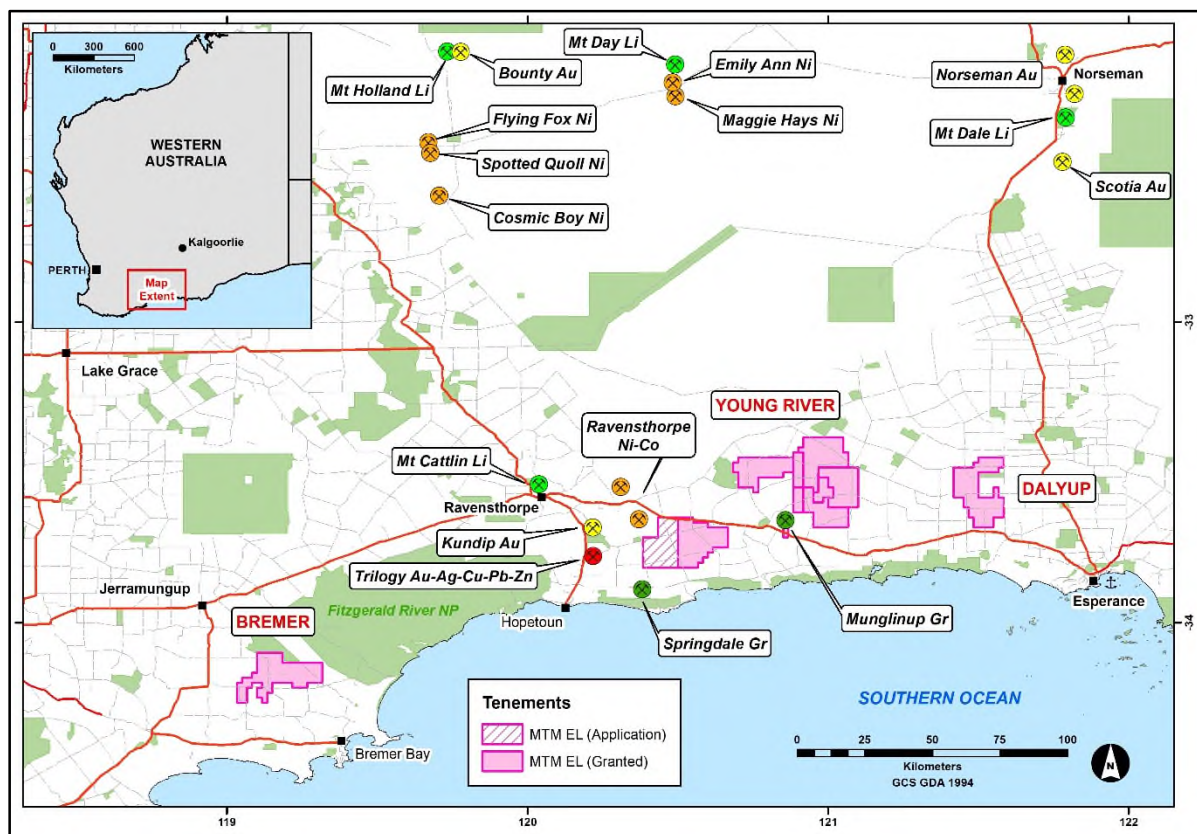 0 300 600
Kilometers
WESTERN
AUSTRALIA
Kalgoorlie
PERTH
Map
Extent
Mt Holland Li
Bounty Au
Mt Day Li
Emily Ann Ni
Maggie Hays Ni
Norseman Au
Norseman
Mt Dale Li
Scotia Au
Flying Fox Ni
Spotted Quoll Ni
Cosmic Boy Ni
-33
Lake Grace
YOUNG RIVER
Ravensthorpe
Ni-Co
Mt Cattlin Li
Ravensthorpe
DALYUP
Kundip Au
Trilogy Au-Ag-Cu-Pb-Zn
Jerramungup
Fitzgerald River NP
Hopetoun
Esperance
BREMER
Munglinup Gr
Springdale Gr
-34
Tenements
MTM EL (Application)
MTM EL (Granted)
SOUTHERN OCEAN
0 25 50 75 100
Kilometers
GCS GDA 1994
N
Bremer Bay
119 120 121 122